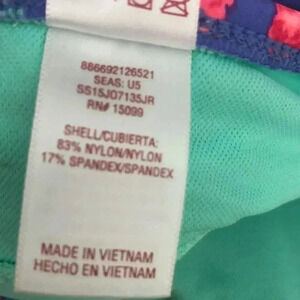 886692126521
SEAS: U5
SS15J07135JR
RN# 15099
SHELL/CUBIERTA:
83% NYLON/NYLON
17% SPANDEX/SPANDEX
MADE IN VIETNAM
HECHO EN VIETNAM